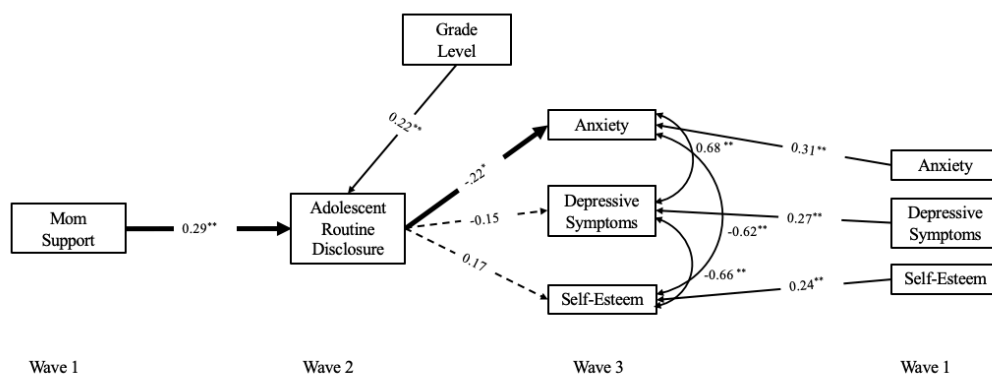 Grade
Level
0.22**
Anxiety
0.68 **
0.31**
Anxiety
-.22*
Mom
Support
0.29**
Adolescent
Routine
Disclosure
-0.15
Depressive
Symptoms
0.27**
Depressive
Symptoms
-0.62**
0.17
-0.66 **
Self-Esteem
0.24**
Self-Esteem
Wave 1
Wave 2
Wave 3
Wave 1